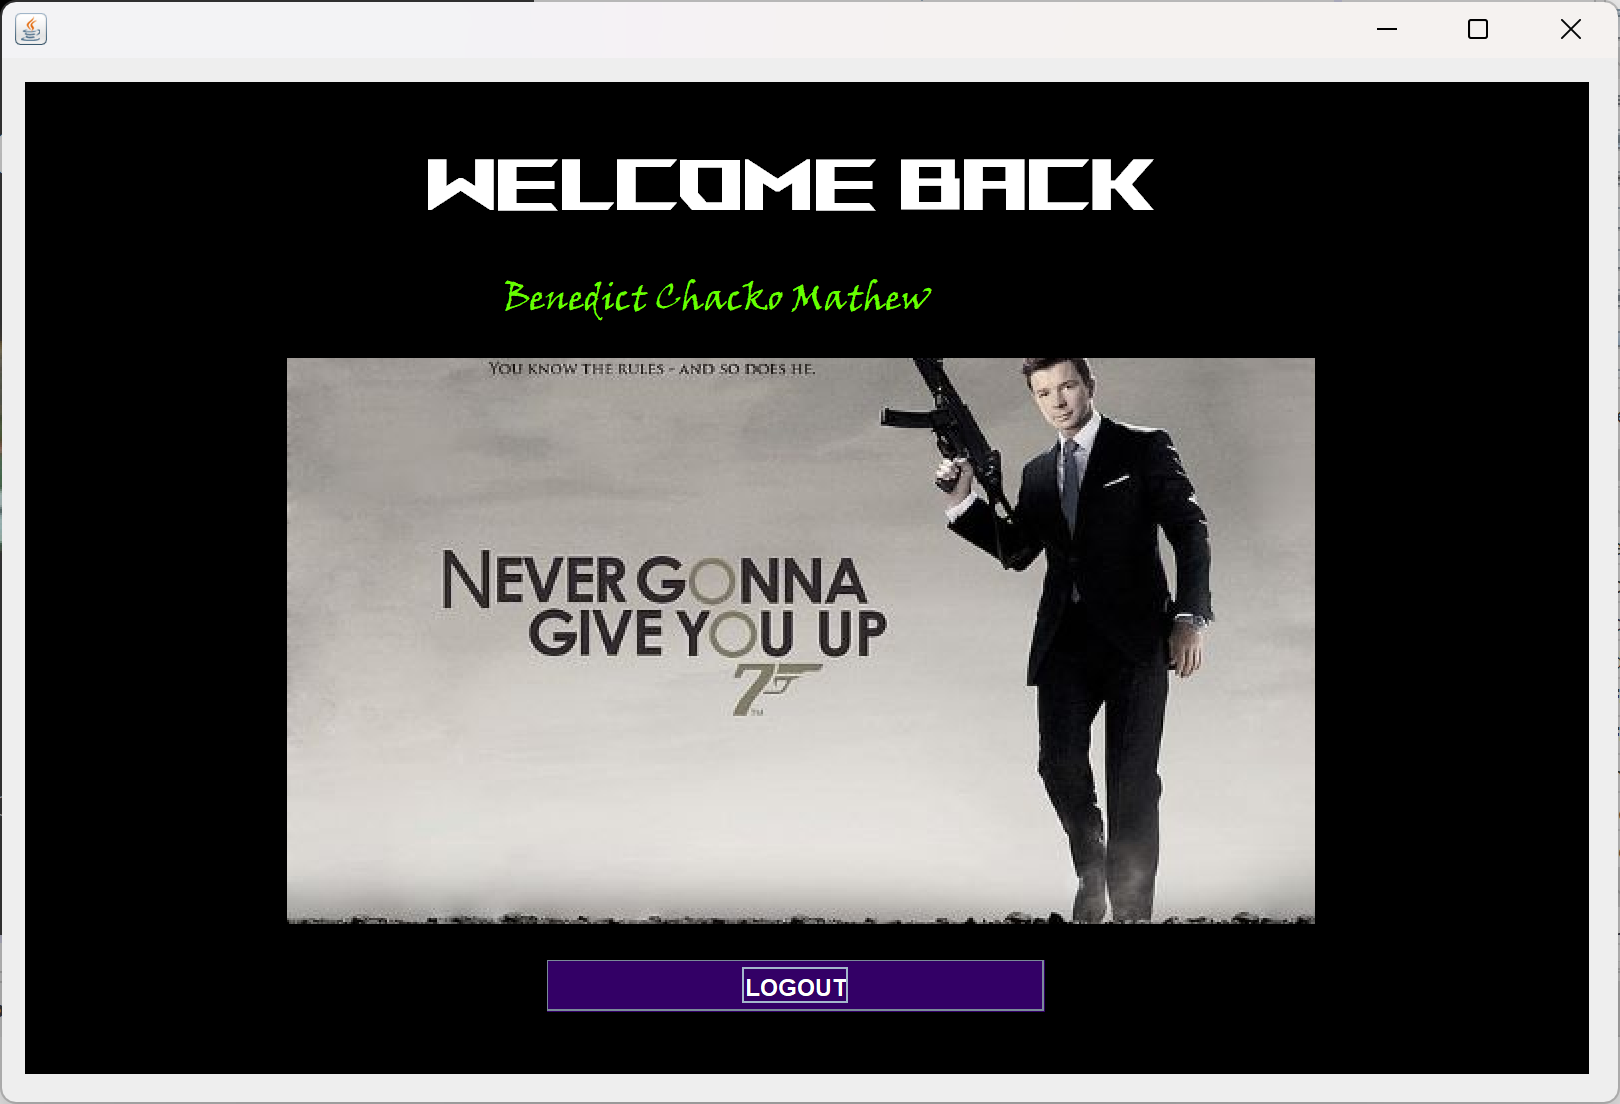 WELCOME BACK
Benedict Chacko Mathew
YOU KNOW THE RULES - AND SO DOES HE.
NEVER GONNA
GIVE YOU UP
7
TM
LOGOUT